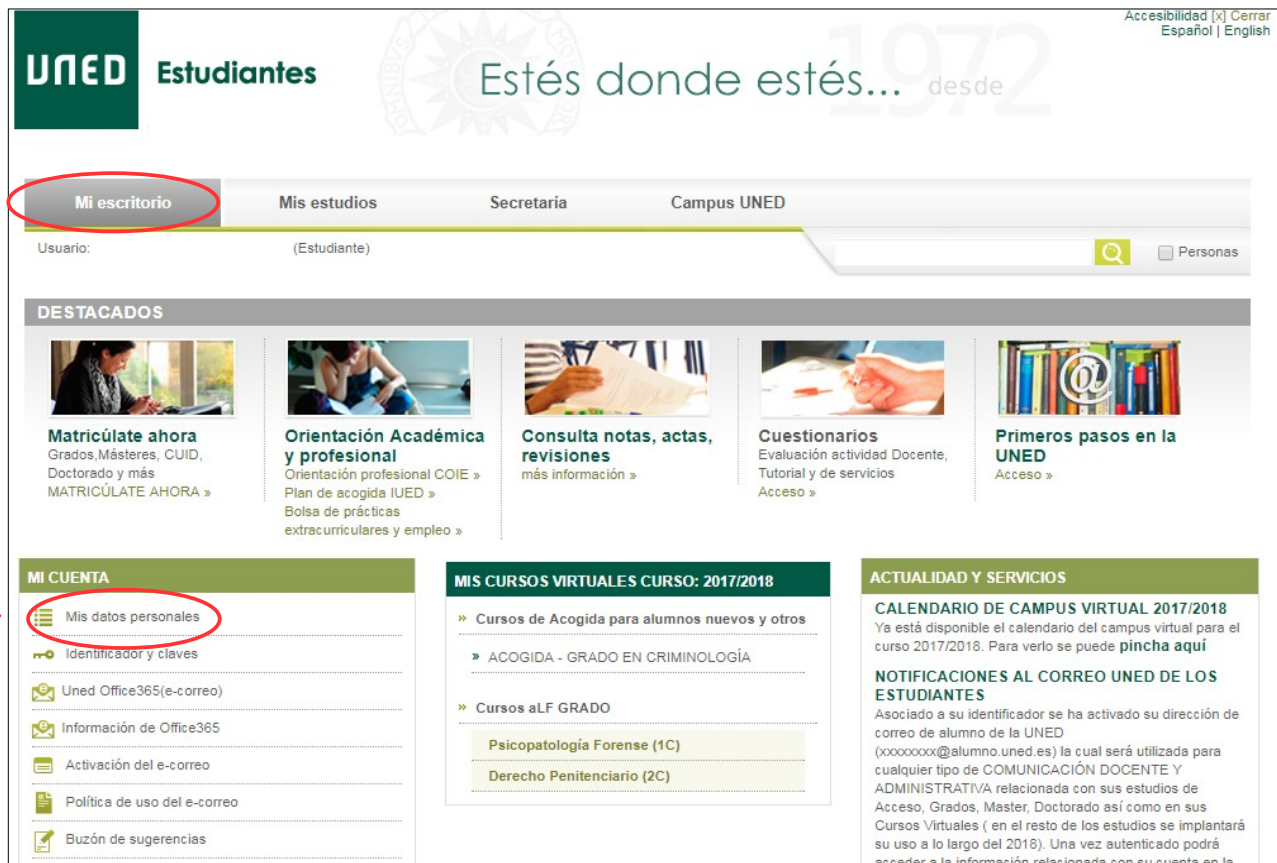 Accesibilidad [x] Cerrar
Español | English
UNED Estudiantes
Estés donde estés... desde 1972
Mi escritorio Mis estudios Secretaría Campus UNED
Usuario: (Estudiante)
Personas
DESTACADOS
Matricúlate ahora
Grados,Másteres, CUID,
Doctorado y más
MATRICÚLATE AHORA »
Orientación Académica
y profesional
Orientación profesional COIE »
Plan de acogida IUED »
Bolsa de prácticas
extracurriculares y empleo »
Consulta notas, actas,
revisiones
más información »
Cuestionarios
Evaluación actividad Docente,
Tutorial y de servicios
Acceso »
@
Primeros pasos en la
UNED
Acceso »
MI CUENTA
Mis datos personales
Identificador y claves
Uned Office365(e-correo)
Información de Office365
Activación del e-correo
Política de uso del e-correo
Buzón de sugerencias
MIS CURSOS VIRTUALES CURSO: 2017/2018
» Cursos de Acogida para alumnos nuevos y otros
» ACOGIDA - GRADO EN CRIMINOLOGÍA
» Cursos aLF GRADO
Psicopatología Forense (1C)
Derecho Penitenciario (2C)
ACTUALIDAD Y SERVICIOS
CALENDARIO DE CAMPUS VIRTUAL 2017/2018
Ya está disponible el calendario del campus virtual para el
curso 2017/2018. Para verlo se puede pincha aquí
NOTIFICACIONES AL CORREO UNED DE LOS
ESTUDIANTES
Asociado a su identificador se ha activado su dirección de
correo de alumno de la UNED
(xxxxxxxx@alumno.uned.es) la cual será utilizada para
cualquier tipo de COMUNICACIÓN DOCENTE Y
ADMINISTRATIVA relacionada con sus estudios de
Acceso, Grados, Master, Doctorado así como en sus
Cursos Virtuales ( en el resto de los estudios se implantará
su uso a lo largo del 2018). Una vez autenticado podrá
acceder a la información relacionada con su cuenta en la